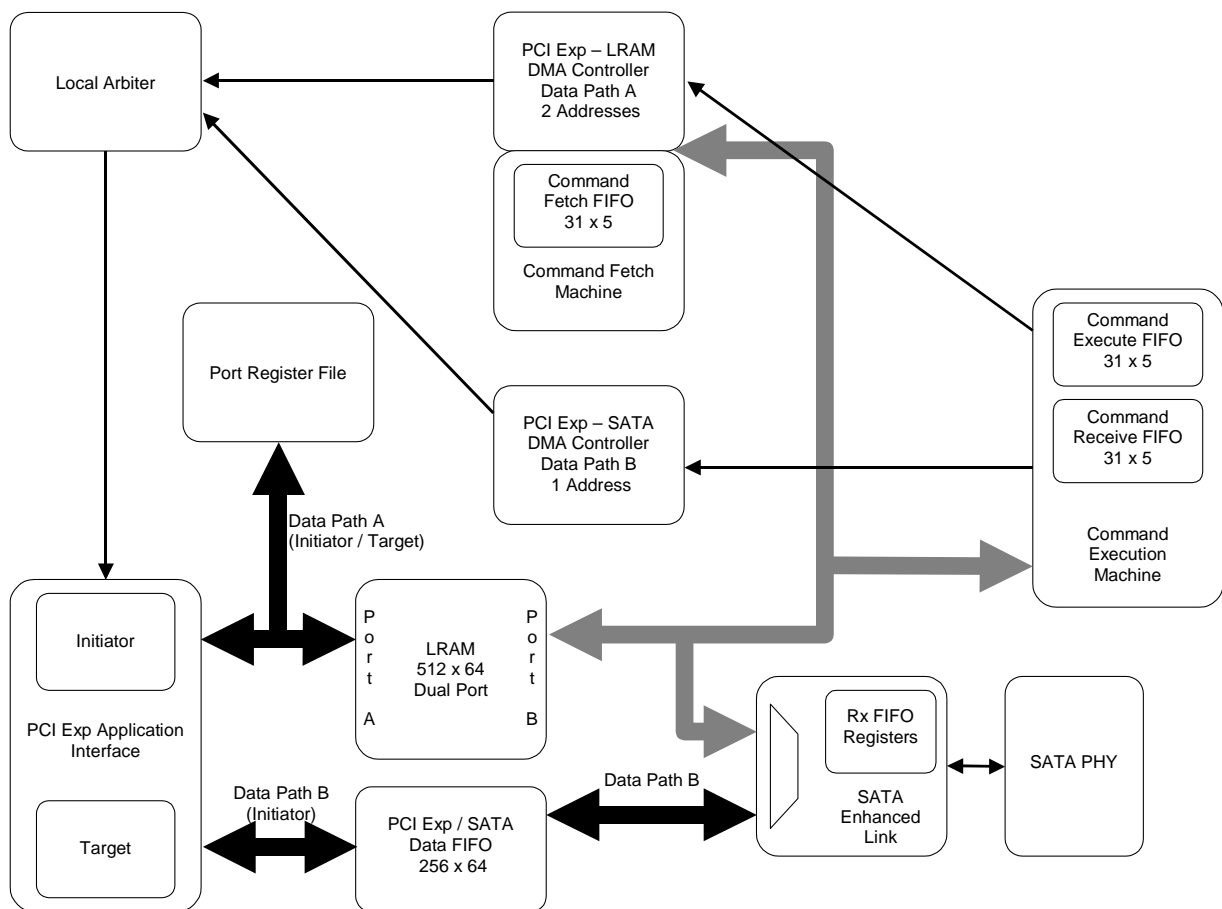 Local Arbiter
PCI Exp – LRAM
DMA Controller
Data Path A
2 Addresses
Command
Fetch FIFO
31 x 5
Command Fetch
Machine
Port Register File
PCI Exp – SATA
DMA Controller
Data Path B
1 Address
Command
Execute FIFO
31 x 5
Command
Receive FIFO
31 x 5
Command
Execution
Machine
Data Path A
(Initiator / Target)
Initiator
PCI Exp Application
Interface
Target
Port A
LRAM
512 x 64
Dual Port
Port B
Data Path B
(Initiator)
PCI Exp / SATA
Data FIFO
256 x 64
Data Path B
Rx FIFO
Registers
SATA
Enhanced
Link
SATA PHY